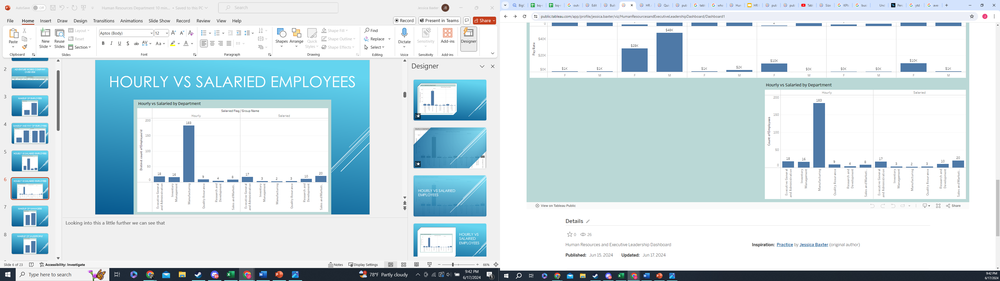 AutoSave Off Human Resources Department 10 min... • Saved to this PC Search Jessica Baxter JB
File Home Insert Draw Design Transitions Animations Slide Show Record Review View Help Record Present in Teams Share
Paste New Slide Reuse Slides Layout Reset Section Aptos (Body) 12 Shapes Arrange Quick Styles Shape Fill Shape Outline Shape Effects Find Replace Select Dictate Sensitivity Add-ins Designer
Clipboard Slides Font Paragraph Drawing Editing Voice Sensitivity Add-ins
2
ADVENTURE WORKS COMPANY OVERVIEW
3
MAKEUP OF EMPLOYEES
4
MAKEUP AND PAY OF EMPLOYEES
5
HOURLY VS SALARIED EMPLOYEES
6
HOURLY VS SALARIED EMPLOYEES
7
MAKEUP OF MANAGERS
8
MAKEUP OF SALESPEOPLE
HOURLY VS SALARIED EMPLOYEES
Hourly vs Salaried by Department
Salaried Flag / Group Name
Hourly Salaried
Distinct count of Employee Id
200
150
100
50
0
18 16 183 9 4 8 17 3 2 3 10 20
Executive General and Administration
Inventory Management
Manufacturing
Quality Assurance
Research and Development
Sales and Marketi..
Executive General and Administration
Inventory Management
Manufacturing
Quality Assurance
Research and Development
Sales and Marketi..
Looking into this a little further we can see that
Designer
HOURLY VS SALARIED
EMPLOYEES
HOURLY VS
SALARIED
EMPLOYEES
Slide 6 of 23 Accessibility: Investigate Notes Display Settings 66%
Type here to search 78°F Partly cloudy 9:42 PM
6/17/2024
BigC bq-r bq-r oute Edit Buil HR Quic pub tabl wha Hum HR pub pub Tabl Size KPIs busi Und Perc ytd aver
public.tableau.com/app/profile/jessica.baxter/viz/HumanResourcesandExecutiveLeadershipDashboard/Dashboard1
0
Pay Rate
$40K
$20K
$0K
$1K $1K $28K $48K $1K $2K $10K $0K $0K $0K $10K $1K
F M F M F M F M F M F M
Hourly vs Salaried by Department
Hourly Salaried
Count of Employees
200
150
100
50
0
18 16 183 9 4 8 17 3 2 3 10 20
Executive General and Administration
Inventory Management
Manufacturing
Quality Assurance
Research and Development
Sales and Marketi..
Executive General and Administration
Inventory Management
Manufacturing
Quality Assurance
Research and Development
Sales and Marketi..
View on Tableau Public Share
Details
0 26
Human Resources and Executive Leadership Dashboard
Inspiration: Practice by Jessica Baxter (original author)
Published: Jun 15, 2024 Updated: Jun 17, 2024
9:42 PM
6/17/2024